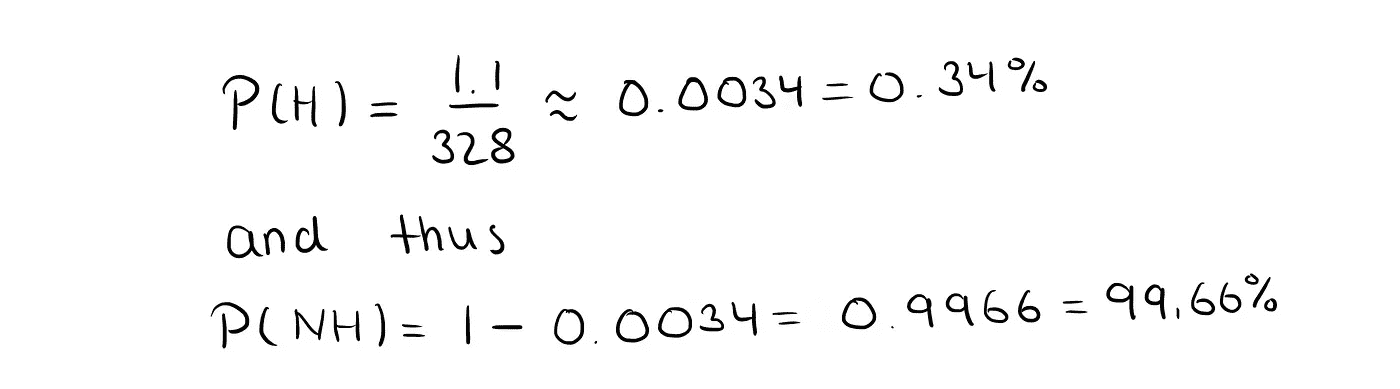 P(H) = 1.1/328 ≈ 0.0034 = 0.34%
and thus
P(NH) = 1 - 0.0034 = 0.9966 = 99.66%